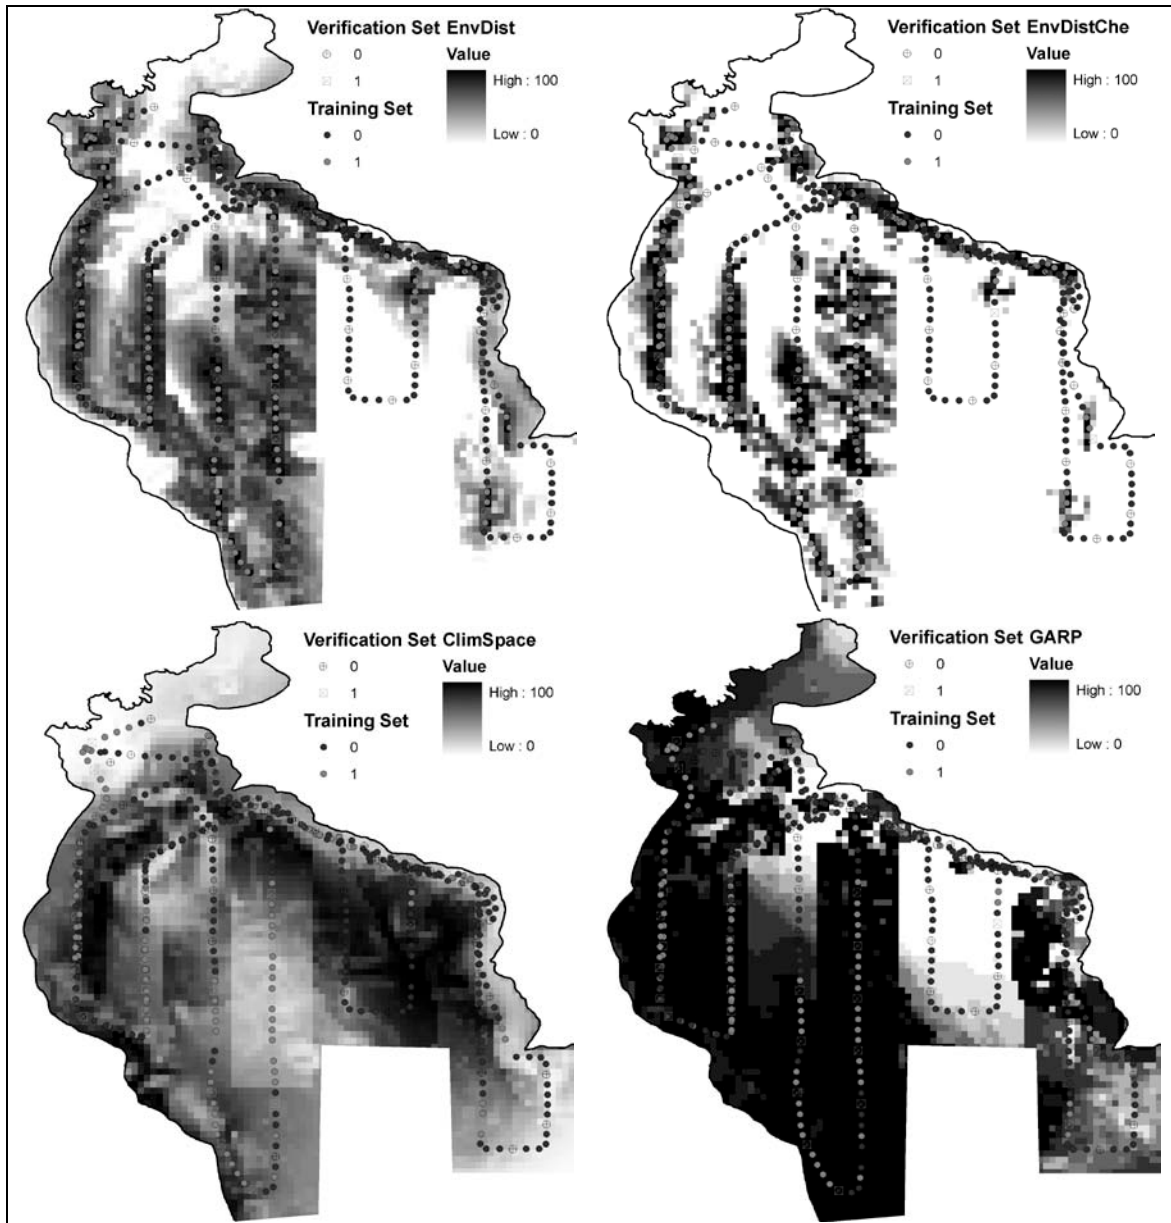 Verification Set EnvDist
0 Value
1 High : 100
Training Set
0 Low : 0
1
Verification Set EnvDistChe
0 Value
1 High : 100
Training Set
0 Low : 0
1
Verification Set ClimSpace
0 Value
1 High : 100
Training Set
0 Low : 0
1
Verification Set GARP
0 Value
1 High : 100
Training Set
0 Low : 0
1